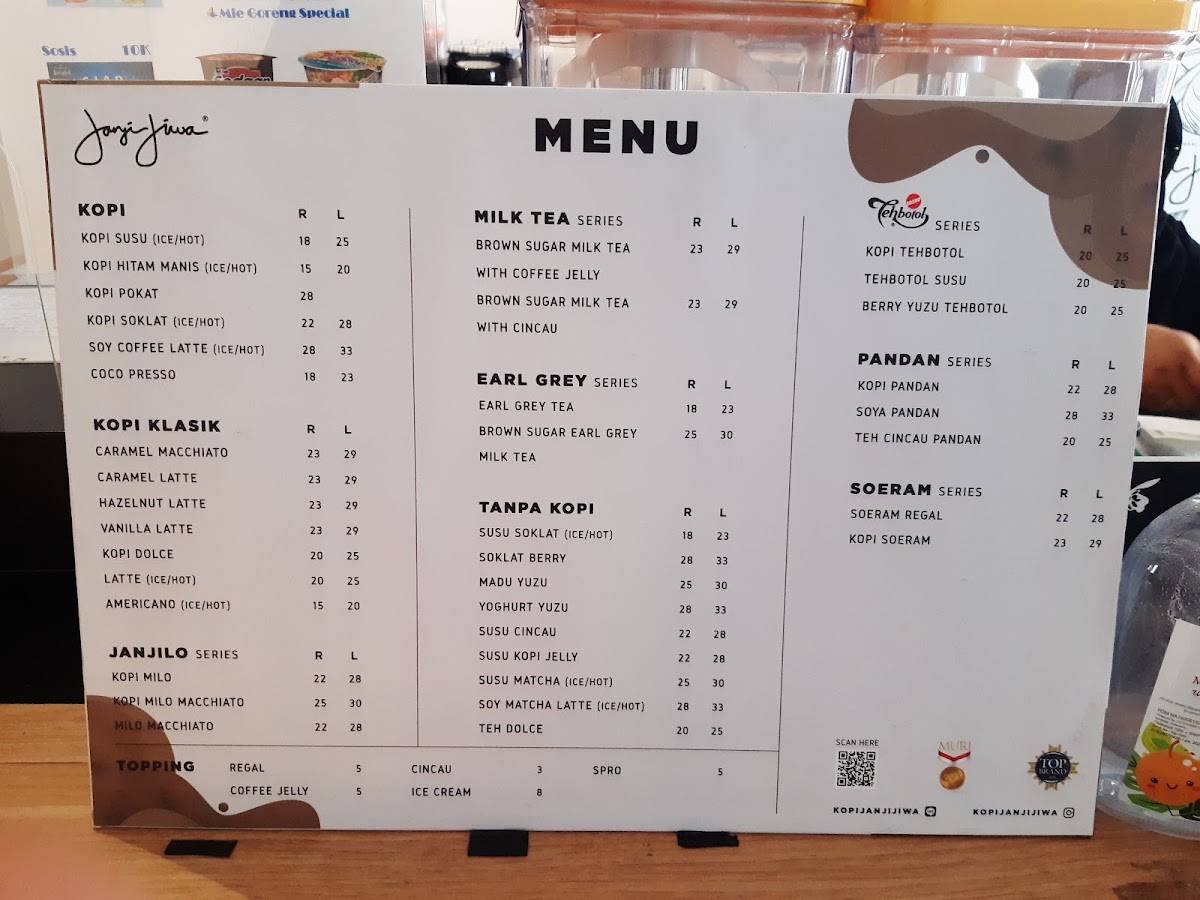 Mie Goreng Special
Sosis 10K
Janji Jiwa®
MENU
KOPI R L
KOPI SUSU (ICE/HOT) 18 25
KOPI HITAM MANIS (ICE/HOT) 15 20
KOPI POKAT 28
KOPI SOKLAT (ICE/HOT) 22 28
SOY COFFEE LATTE (ICE/HOT) 28 33
COCO PRESSO 18 23
KOPI KLASIK R L
CARAMEL MACCHIATO 23 29
CARAMEL LATTE 23 29
HAZELNUT LATTE 23 29
VANILLA LATTE 23 29
KOPI DOLCE 20 25
LATTE (ICE/HOT) 20 25
AMERICANO (ICE/HOT) 15 20
JANJILO SERIES R L
KOPI MILO 22 28
KOPI MILO MACCHIATO 25 30
MILO MACCHIATO 22 28
MILK TEA SERIES R L
BROWN SUGAR MILK TEA 23 29
WITH COFFEE JELLY
BROWN SUGAR MILK TEA 23 29
WITH CINCAU
EARL GREY SERIES R L
EARL GREY TEA 18 23
BROWN SUGAR EARL GREY 25 30
MILK TEA
TANPA KOPI R L
SUSU SOKLAT (ICE/HOT) 18 23
SOKLAT BERRY 28 33
MADU YUZU 25 30
YOGHURT YUZU 28 33
SUSU CINCAU 22 28
SUSU KOPI JELLY 22 28
SUSU MATCHA (ICE/HOT) 25 30
SOY MATCHA LATTE (ICE/HOT) 28 33
TEH DOLCE 20 25
Tehbotol SERIES R L
KOPI TEHBOTOL 20 25
TEHBOTOL SUSU 20 25
BERRY YUZU TEHBOTOL 20 25
PANDAN SERIES R L
KOPI PANDAN 22 28
SOYA PANDAN 28 33
TEH CINCAU PANDAN 20 25
SOERAM SERIES R L
SOERAM REGAL 22 28
KOPI SOERAM 23 29
TOPPING REGAL 5 CINCAU 3 SPRO 5
COFFEE JELLY 5 ICE CREAM 8
SCAN HERE
MURI
TOP
BRAND
KOPIJANJIJIWA KOPIJANJIJIWA